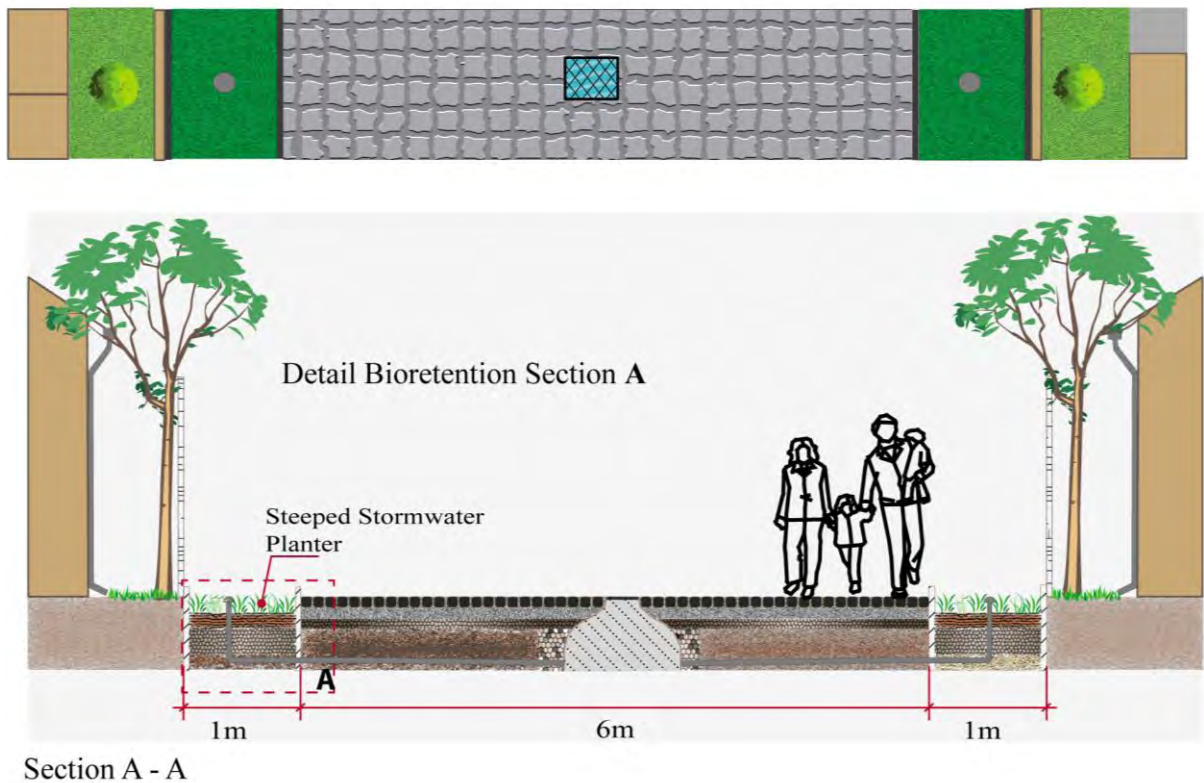 Detail Bioretention Section A
Steeped Stormwater
Planter
A
1m
6m
1m
Section A - A